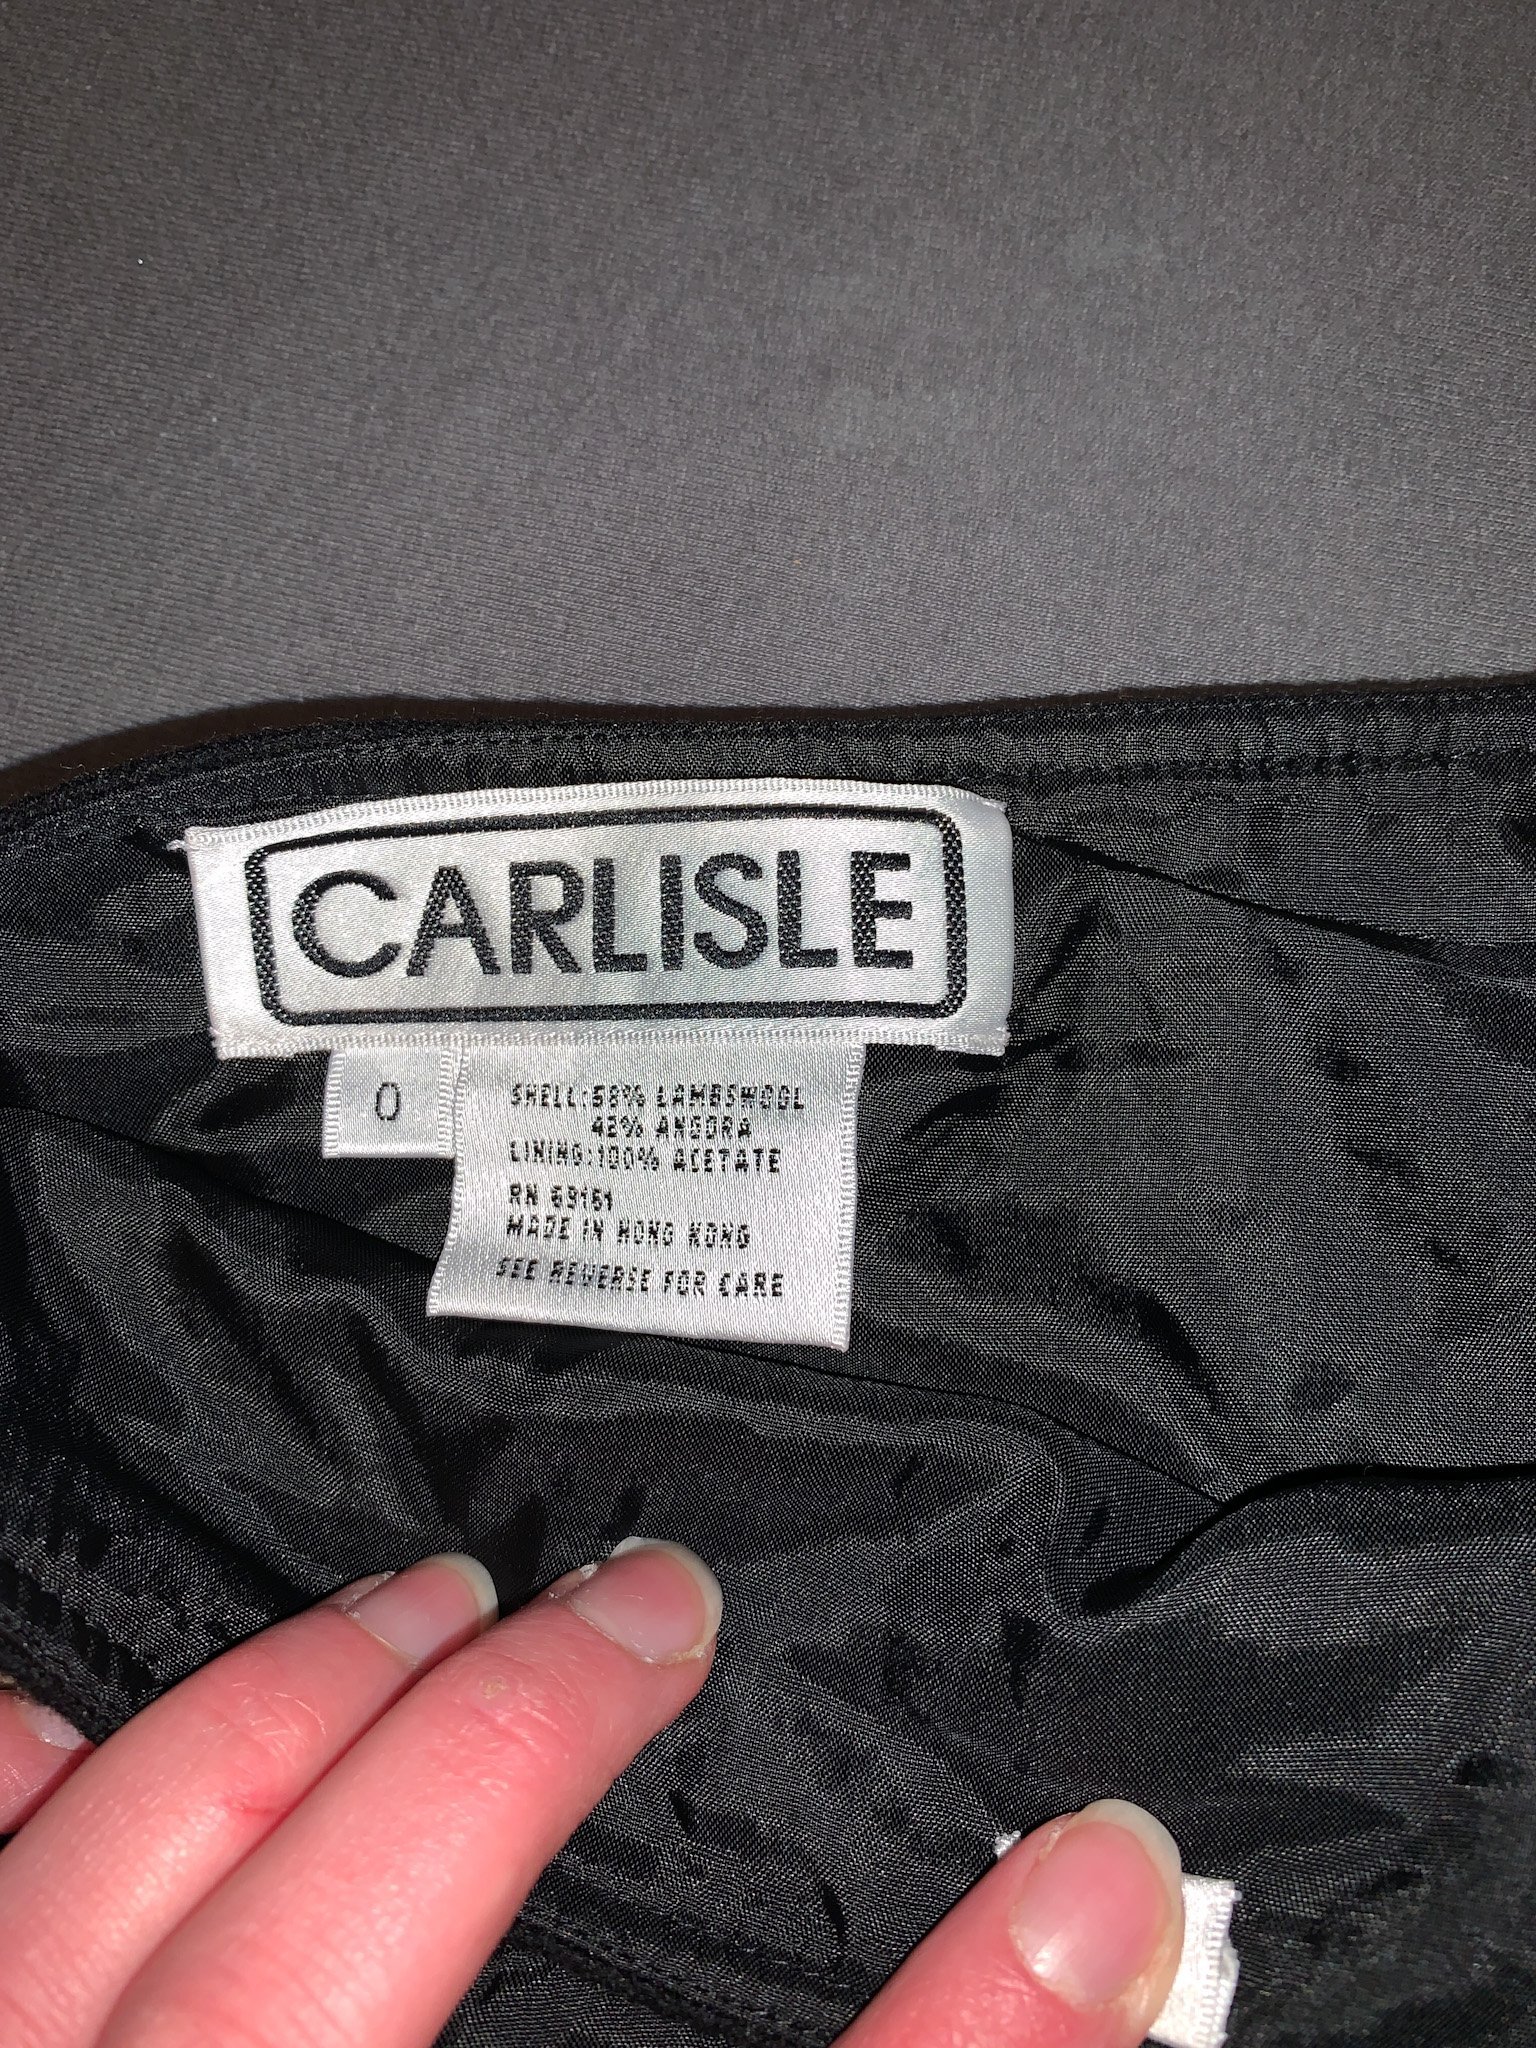 CARLISLE
0
SHELL:58% LAMBSWOOL
42% ANGORA
LINING:100% ACETATE
RN 69151
MADE IN HONG KONG
SEE REVERSE FOR CARE